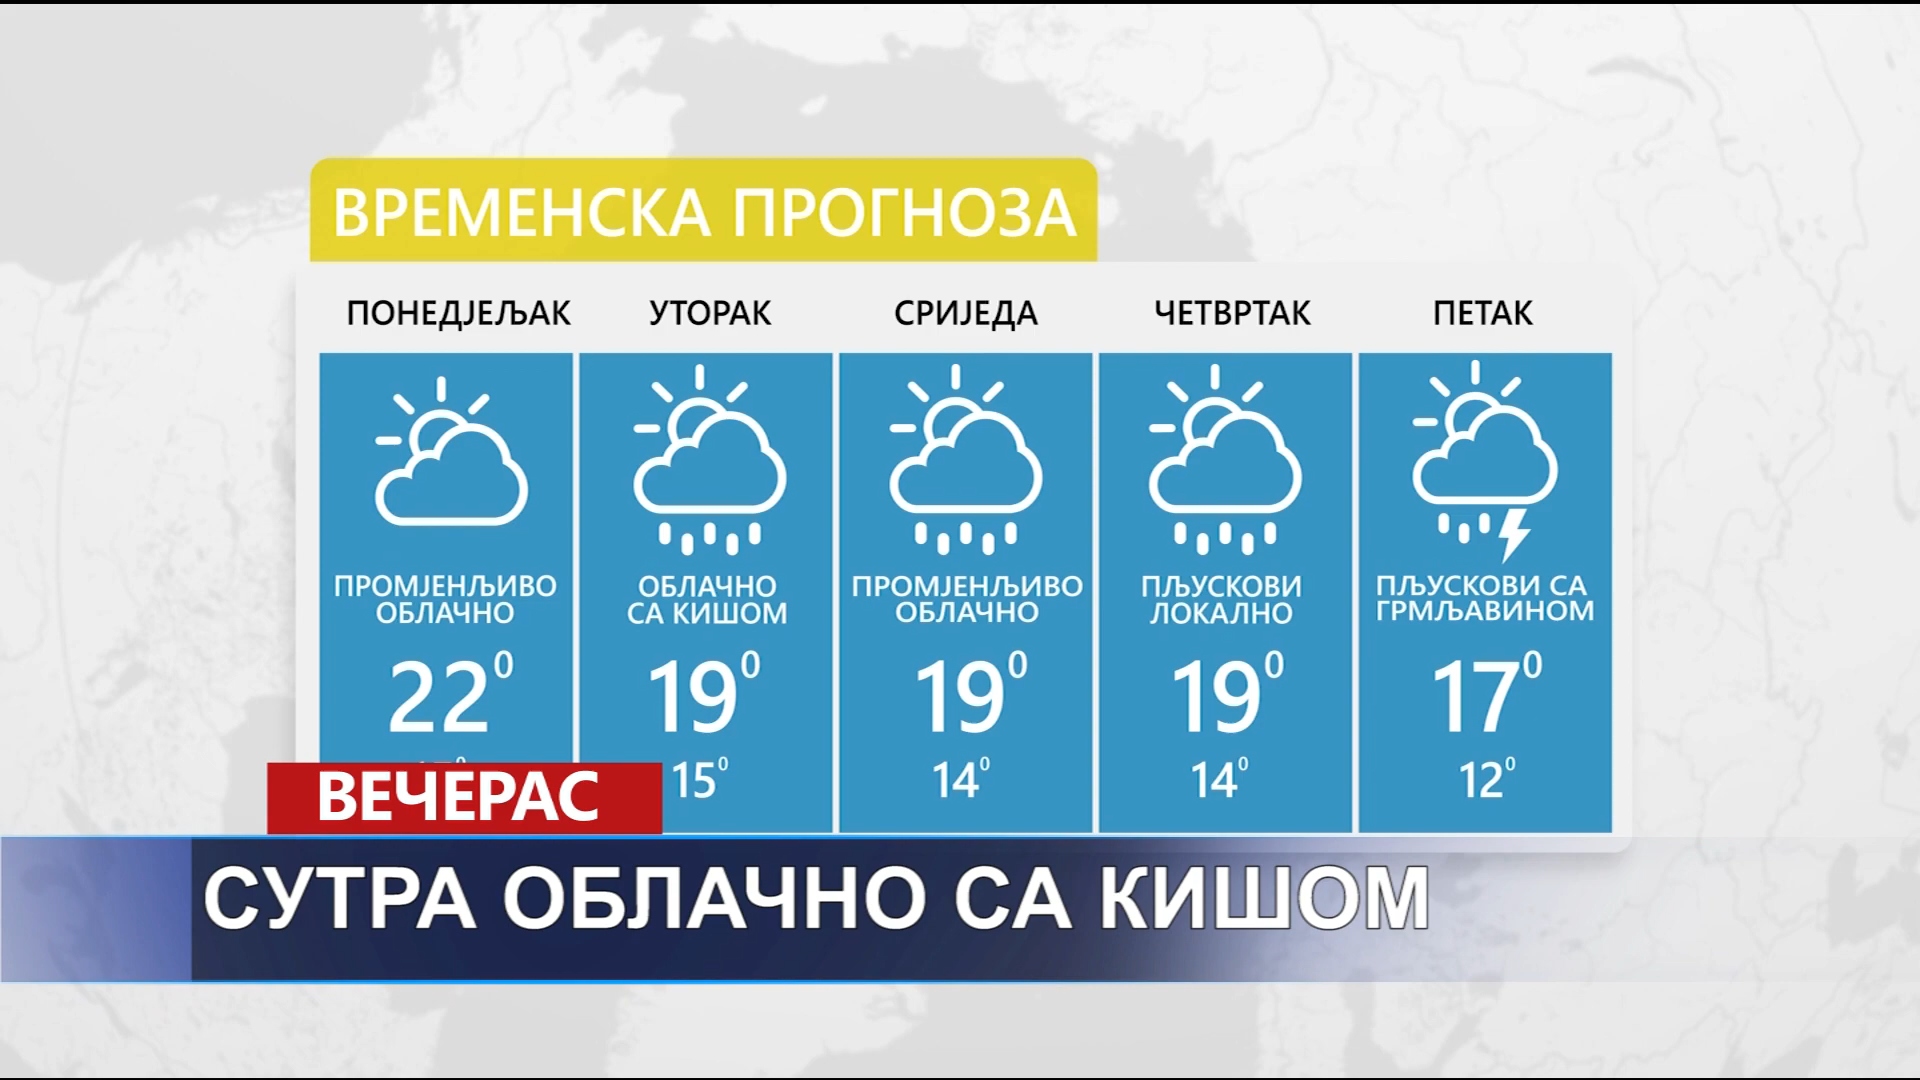 ВРЕМЕНСКА ПРОГНОЗА
ПОНЕДЈЕЉАК УТОРАК СРИЈЕДА ЧЕТВРТАК ПЕТАК
ПРОМЈЕНЉИВО
ОБЛАЧНО
22⁰
ОБЛАЧНО
СА КИШОМ
19⁰
15⁰
ПРОМЈЕНЉИВО
ОБЛАЧНО
19⁰
14⁰
ПЉУСКОВИ
ЛОКАЛНО
19⁰
14⁰
ПЉУСКОВИ СА
ГРМЉАВИНОМ
17⁰
12⁰
ВЕЧЕРАС
СУТРА ОБЛАЧНО СА КИШОМ